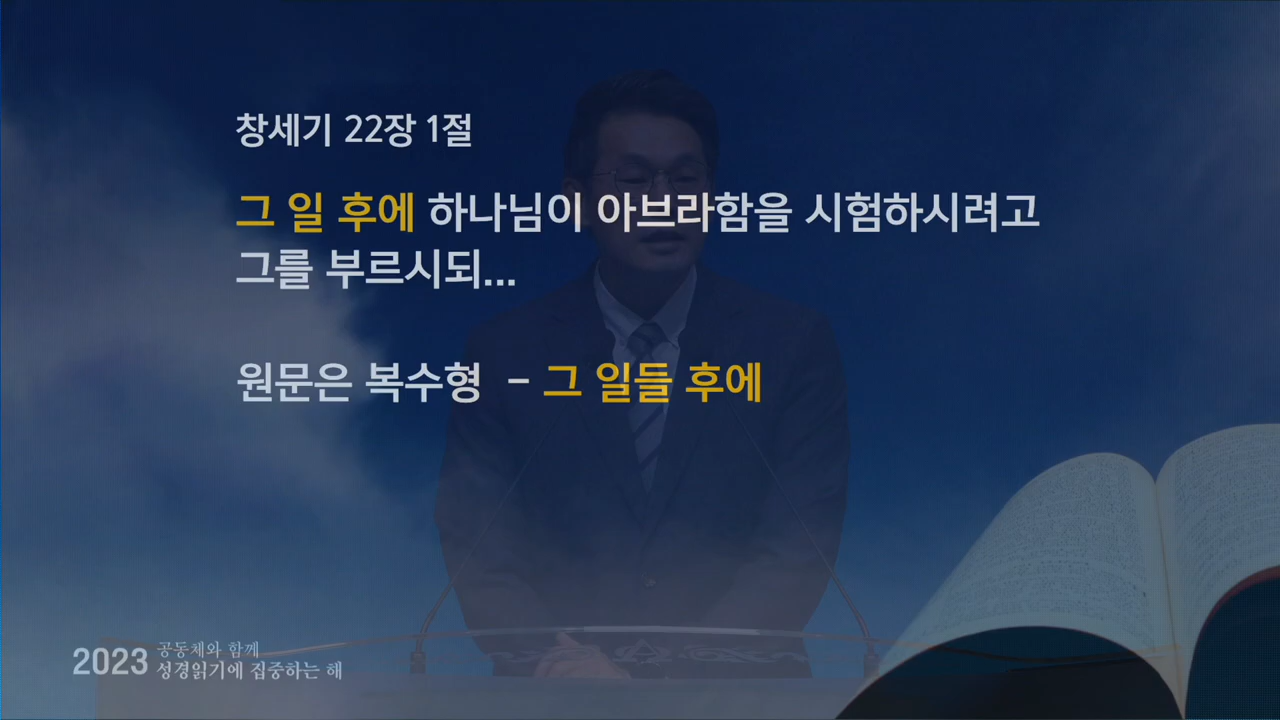 창세기 22장 1절
그 일 후에 하나님이 아브라함을 시험하시려고
그를 부르시되...
원문은 복수형 - 그 일들 후에
2023 공동체와 함께
성경읽기에 집중하는 해